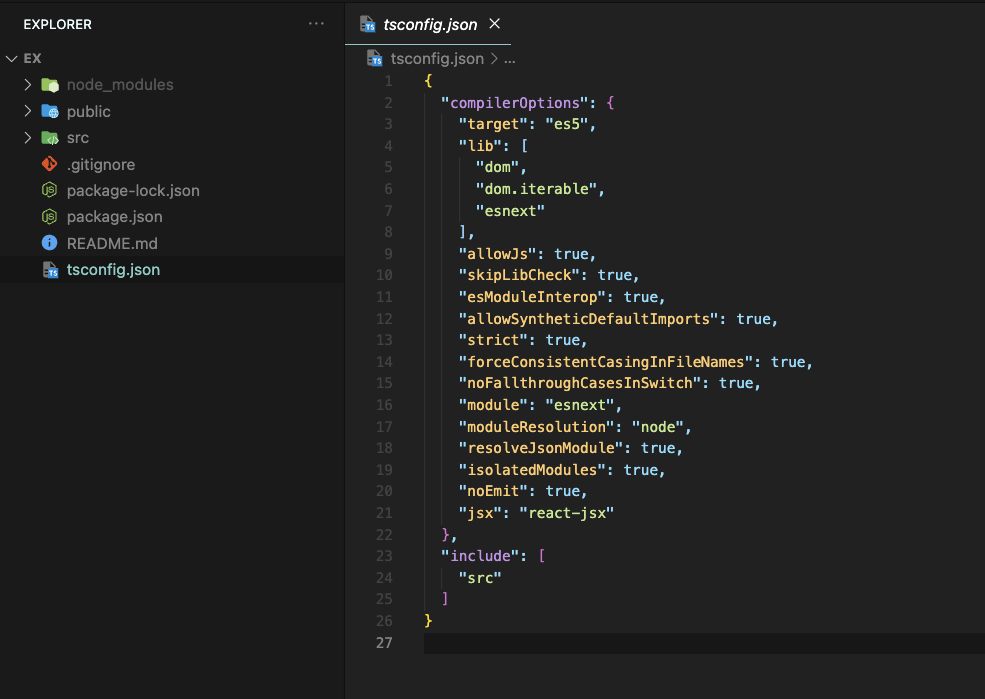 EXPLORER
EX
node_modules
public
src
.gitignore
package-lock.json
package.json
README.md
tsconfig.json
tsconfig.json
tsconfig.json > ...
1 {
2 "compilerOptions": {
3 "target": "es5",
4 "lib": [
5 "dom",
6 "dom.iterable",
7 "esnext"
8 ],
9 "allowJs": true,
10 "skipLibCheck": true,
11 "esModuleInterop": true,
12 "allowSyntheticDefaultImports": true,
13 "strict": true,
14 "forceConsistentCasingInFileNames": true,
15 "noFallthroughCasesInSwitch": true,
16 "module": "esnext",
17 "moduleResolution": "node",
18 "resolveJsonModule": true,
19 "isolatedModules": true,
20 "noEmit": true,
21 "jsx": "react-jsx"
22 },
23 "include": [
24 "src"
25 ]
26 }
27